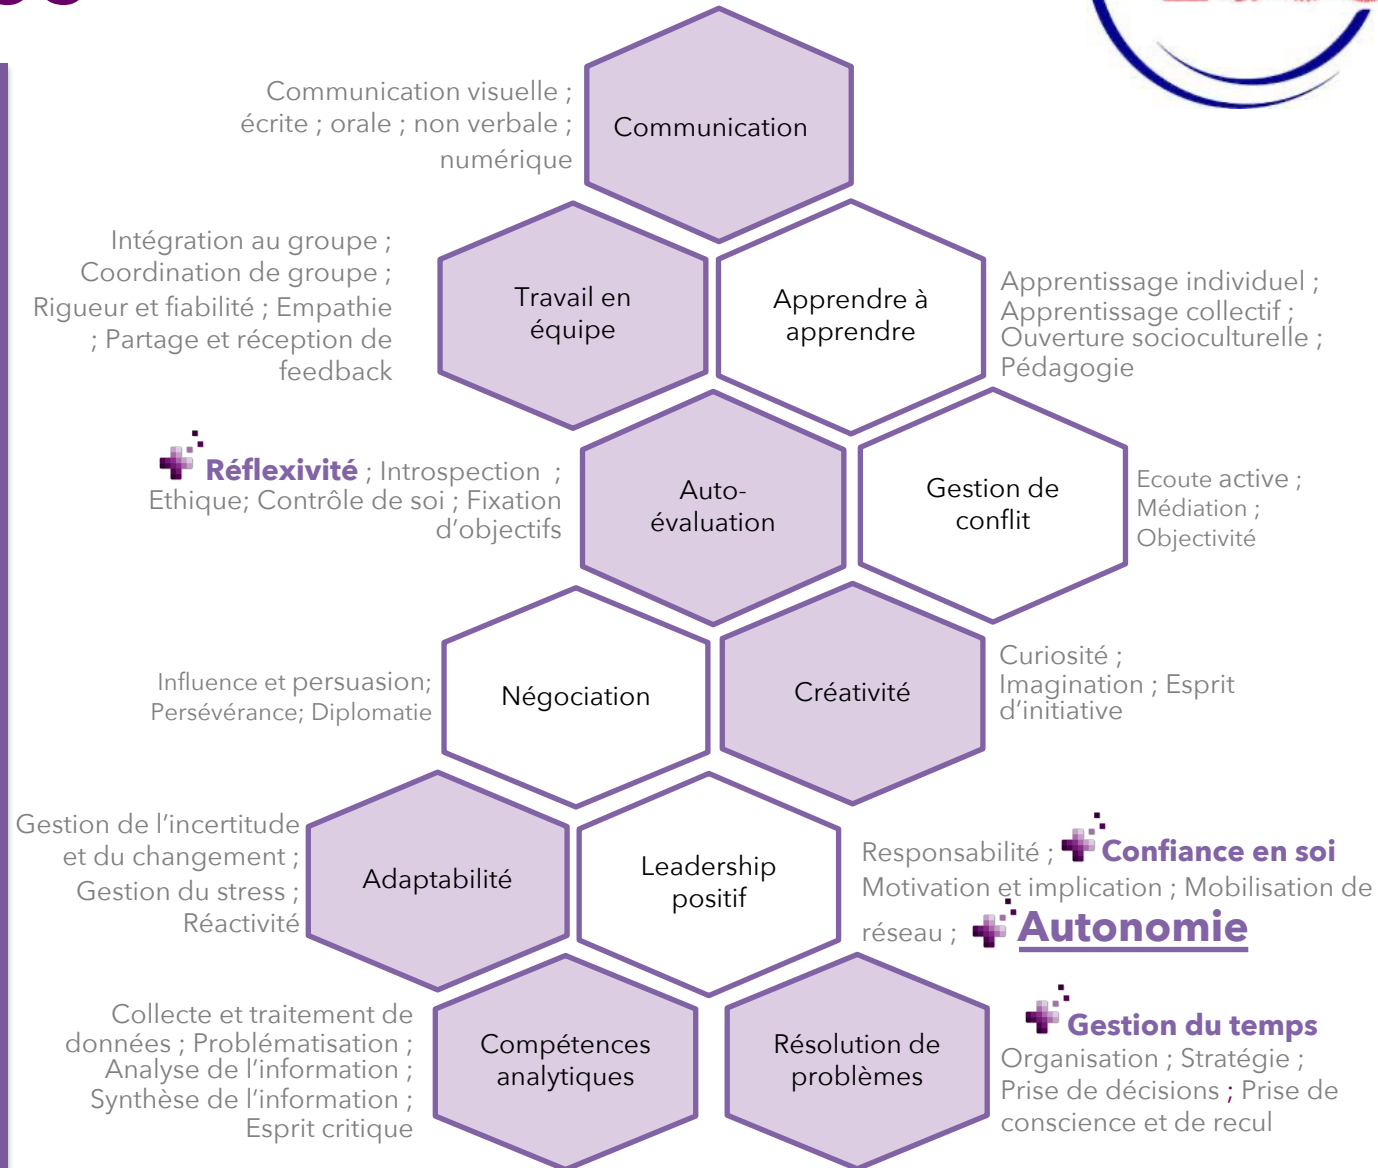 Communication visuelle ;
écrite ; orale ; non verbale ;
numérique
Communication
Intégration au groupe ;
Coordination de groupe ;
Rigueur et fiabilité ; Empathie
; Partage et réception de
feedback
Travail en
équipe
Apprendre à
apprendre
Apprentissage individuel ;
Apprentissage collectif ;
Ouverture socioculturelle ;
Pédagogie
Réflexivité ; Introspection ;
Ethique; Contrôle de soi ; Fixation
d’objectifs
Auto-
évaluation
Gestion de
conflit
Ecoute active ;
Médiation ;
Objectivité
Influence et persuasion;
Persévérance; Diplomatie
Négociation
Créativité
Curiosité ;
Imagination ; Esprit
d’initiative
Gestion de l’incertitude
et du changement ;
Gestion du stress ;
Réactivité
Adaptabilité
Leadership
positif
Responsabilité ; Confiance en soi
Motivation et implication ; Mobilisation de
réseau ; Autonomie
Collecte et traitement de
données ; Problématisation ;
Analyse de l’information ;
Synthèse de l’information ;
Esprit critique
Compétences
analytiques
Résolution de
problèmes
Gestion du temps
Organisation ; Stratégie ;
Prise de décisions ; Prise de
conscience et de recul